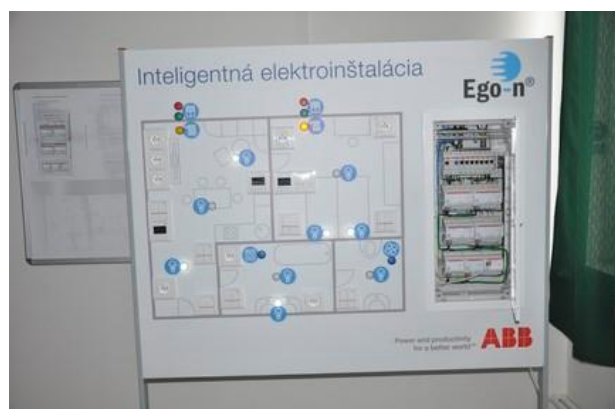 Inteligentná elektroinštalácia
Ego-n®
Power and productivity
for a better world™
ABB